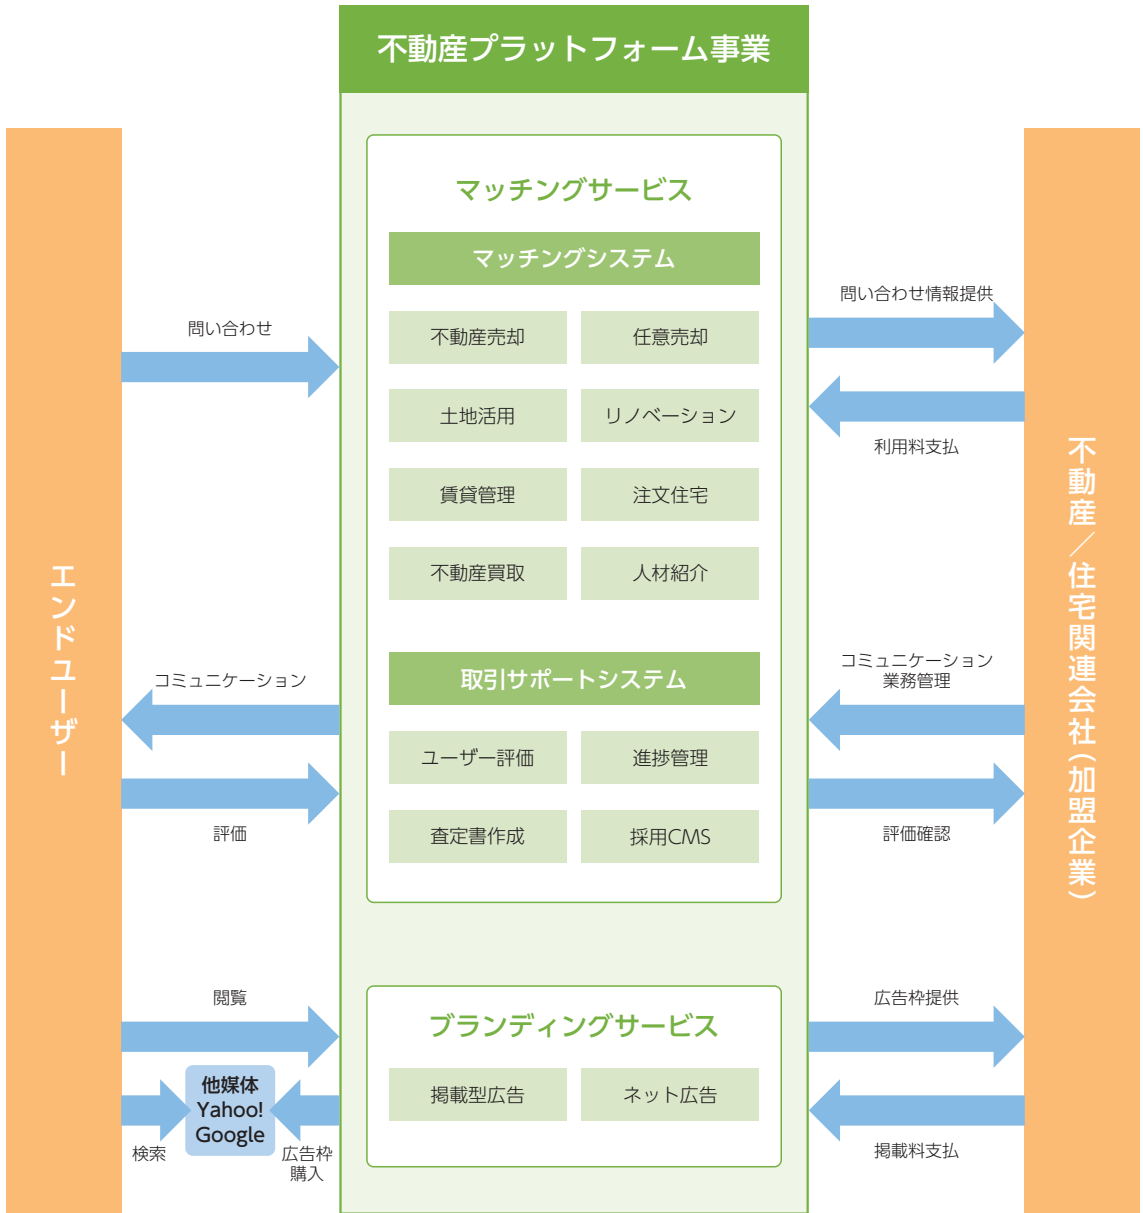 不動産プラットフォーム事業
マッチングサービス
マッチングシステム
不動産売却
任意売却
土地活用
リノベーション
賃貸管理
注文住宅
不動産買取
人材紹介
取引サポートシステム
ユーザー評価
進捗管理
査定書作成
採用CMS
ブランディングサービス
掲載型広告
ネット広告
エンドユーザー
問い合わせ
コミュニケーション
評価
閲覧
他媒体
Yahoo!
Google
検索
広告枠
購入
問い合わせ情報提供
利用料支払
コミュニケーション
業務管理
評価確認
広告枠提供
掲載料支払
不動産／住宅関連会社(加盟企業)